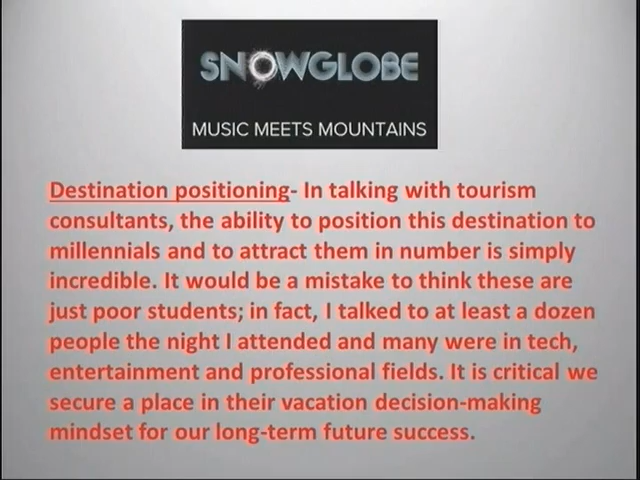 SNOWGLOBE
MUSIC MEETS MOUNTAINS
Destination positioning- In talking with tourism
consultants, the ability to position this destination to
millennials and to attract them in number is simply
incredible. It would be a mistake to think these are
just poor students; in fact, I talked to at least a dozen
people the night I attended and many were in tech,
entertainment and professional fields. It is critical we
secure a place in their vacation decision-making
mindset for our long-term future success.